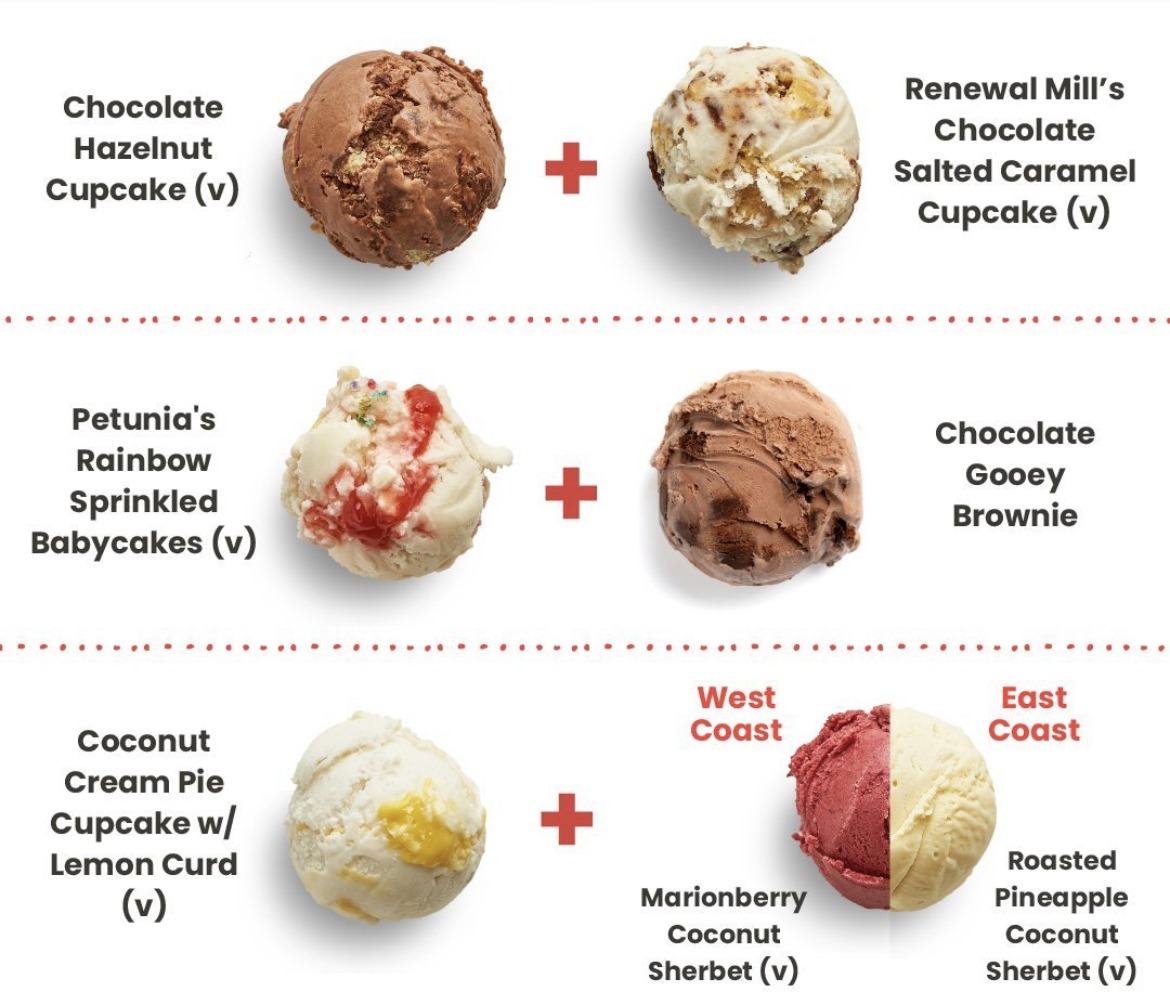 Chocolate
Hazelnut
Cupcake (v)
Renewal Mill’s
Chocolate
Salted Caramel
Cupcake (v)
Petunia's
Rainbow
Sprinkled
Babycakes (v)
Chocolate
Gooey
Brownie
Coconut
Cream Pie
Cupcake w/
Lemon Curd
(v)
West
Coast
Marionberry
Coconut
Sherbet (v)
East
Coast
Roasted
Pineapple
Coconut
Sherbet (v)